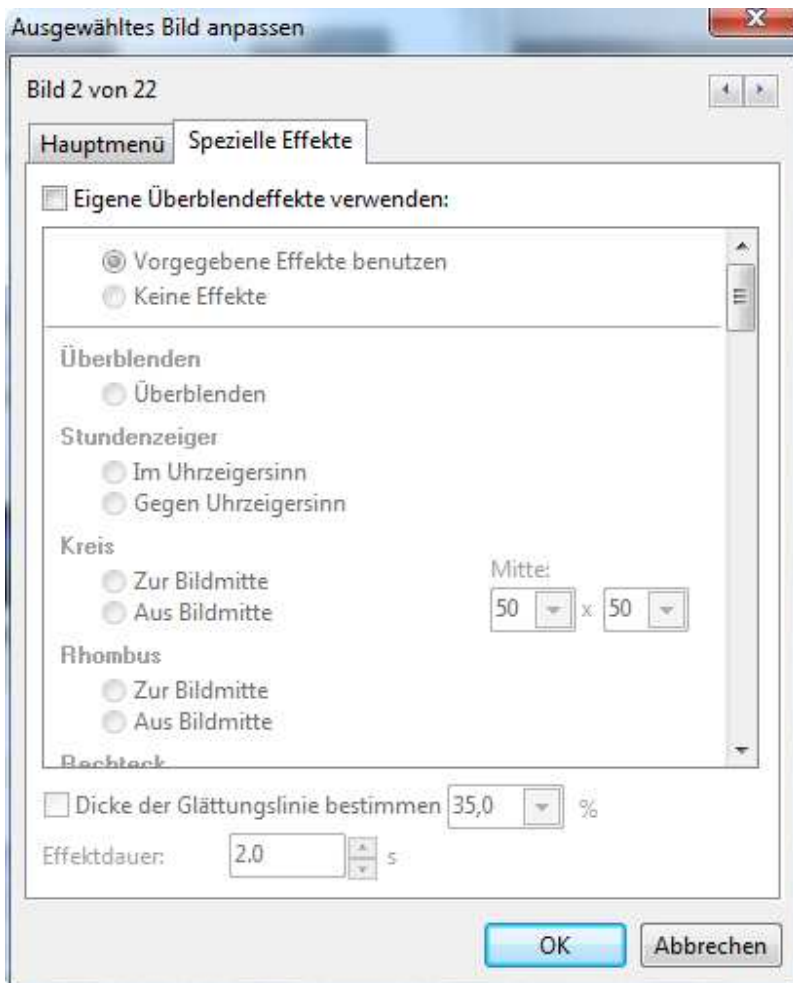 Ausgewähltes Bild anpassen
Bild 2 von 22
Hauptmenü Spezielle Effekte
Eigene Überblendeffekte verwenden:
Vorgegebene Effekte benutzen
Keine Effekte
Überblenden
Überblenden
Stundenzeiger
Im Uhrzeigersinn
Gegen Uhrzeigersinn
Kreis
Mitte:
Zur Bildmitte
50 x 50
Aus Bildmitte
Rhombus
Zur Bildmitte
Aus Bildmitte
Rechteck
Dicke der Glättungslinie bestimmen 35,0 %
Effektdauer: 2.0 s
OK Abbrechen